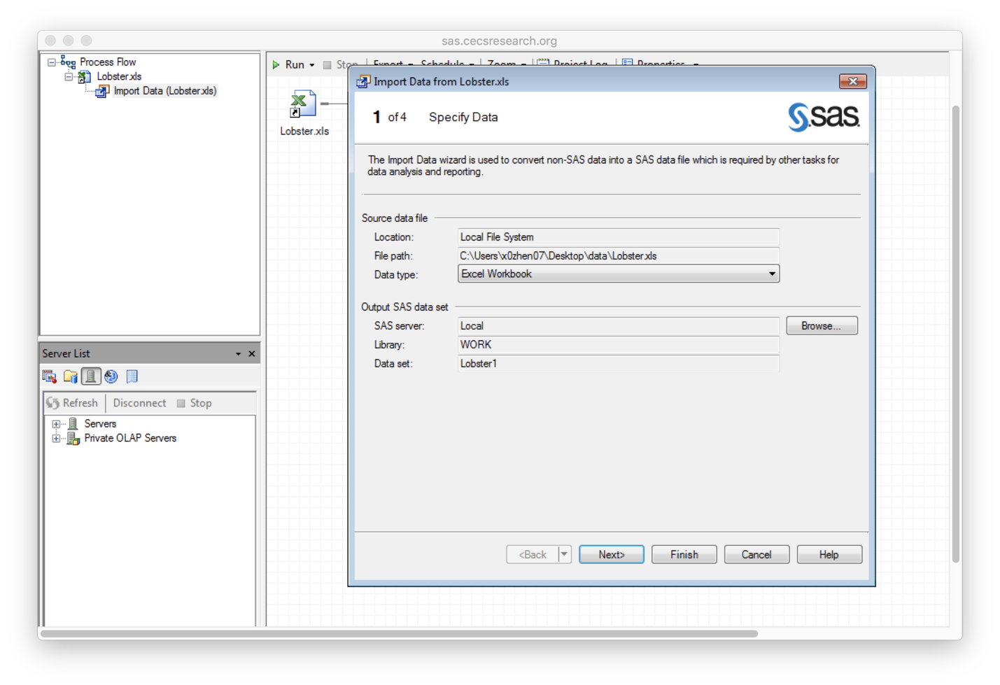 sas.cecsresearch.org
Process Flow
Lobster.xls
Import Data (Lobster.xls)
Run Stop Export Schedule Zoom Project Log Properties
Lobster.xls
Import Data from Lobster.xls
1 of 4 Specify Data
sas
The Import Data wizard is used to convert non-SAS data into a SAS data file which is required by other tasks for
data analysis and reporting.
Source data file
Location: Local File System
File path: C:\Users\x0zhen07\Desktop\data\Lobster.xls
Data type: Excel Workbook
Output SAS data set
SAS server: Local Browse...
Library: WORK
Data set: Lobster1
<Back Next> Finish Cancel Help
Server List
Refresh Disconnect Stop
Servers
Private OLAP Servers